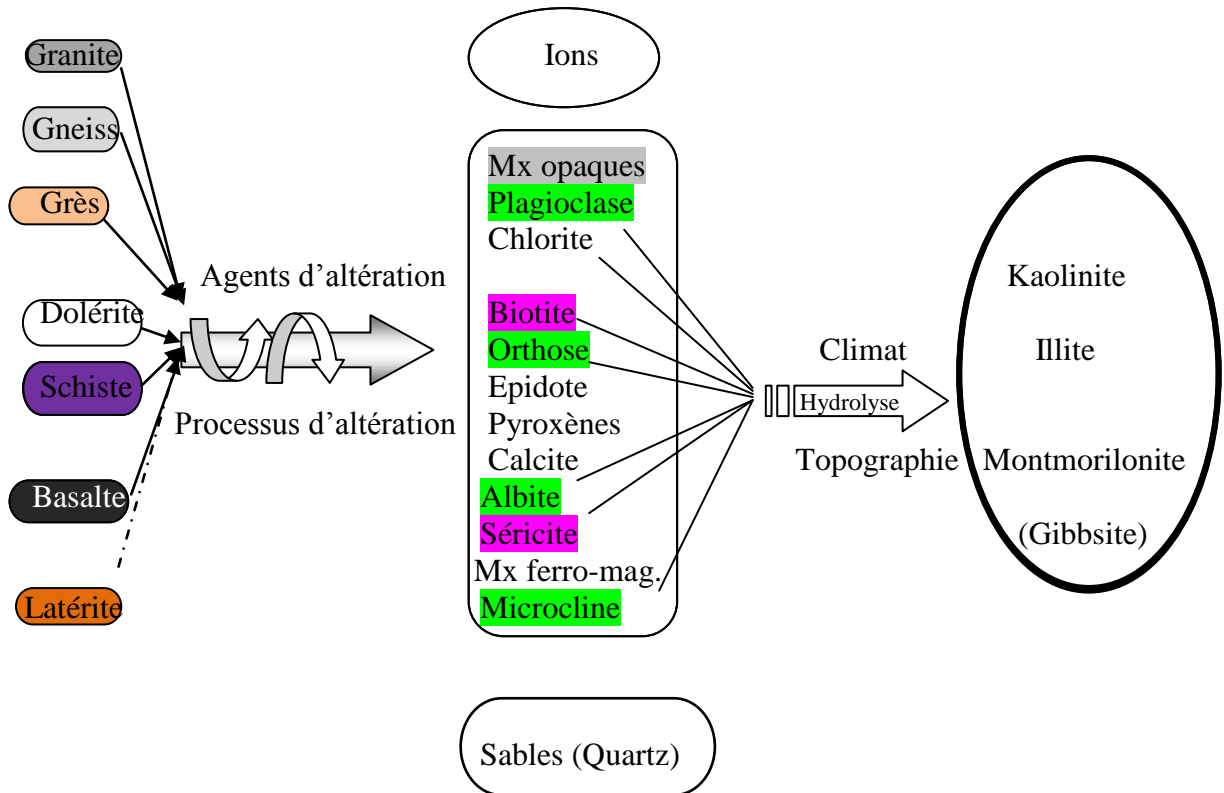 Granite
Gneiss
Grès
Dolérite
Schiste
Basalte
Latérite
Agents d’altération
Processus d’altération
Ions
Mx opaques
Plagioclase
Chlorite
Biotite
Orthose
Epidote
Pyroxènes
Calcite
Albite
Séricite
Mx ferro-mag.
Microcline
Sables (Quartz)
Climat
Hydrolyse
Topographie
Kaolinite
Illite
Montmorilonite
(Gibbsite)